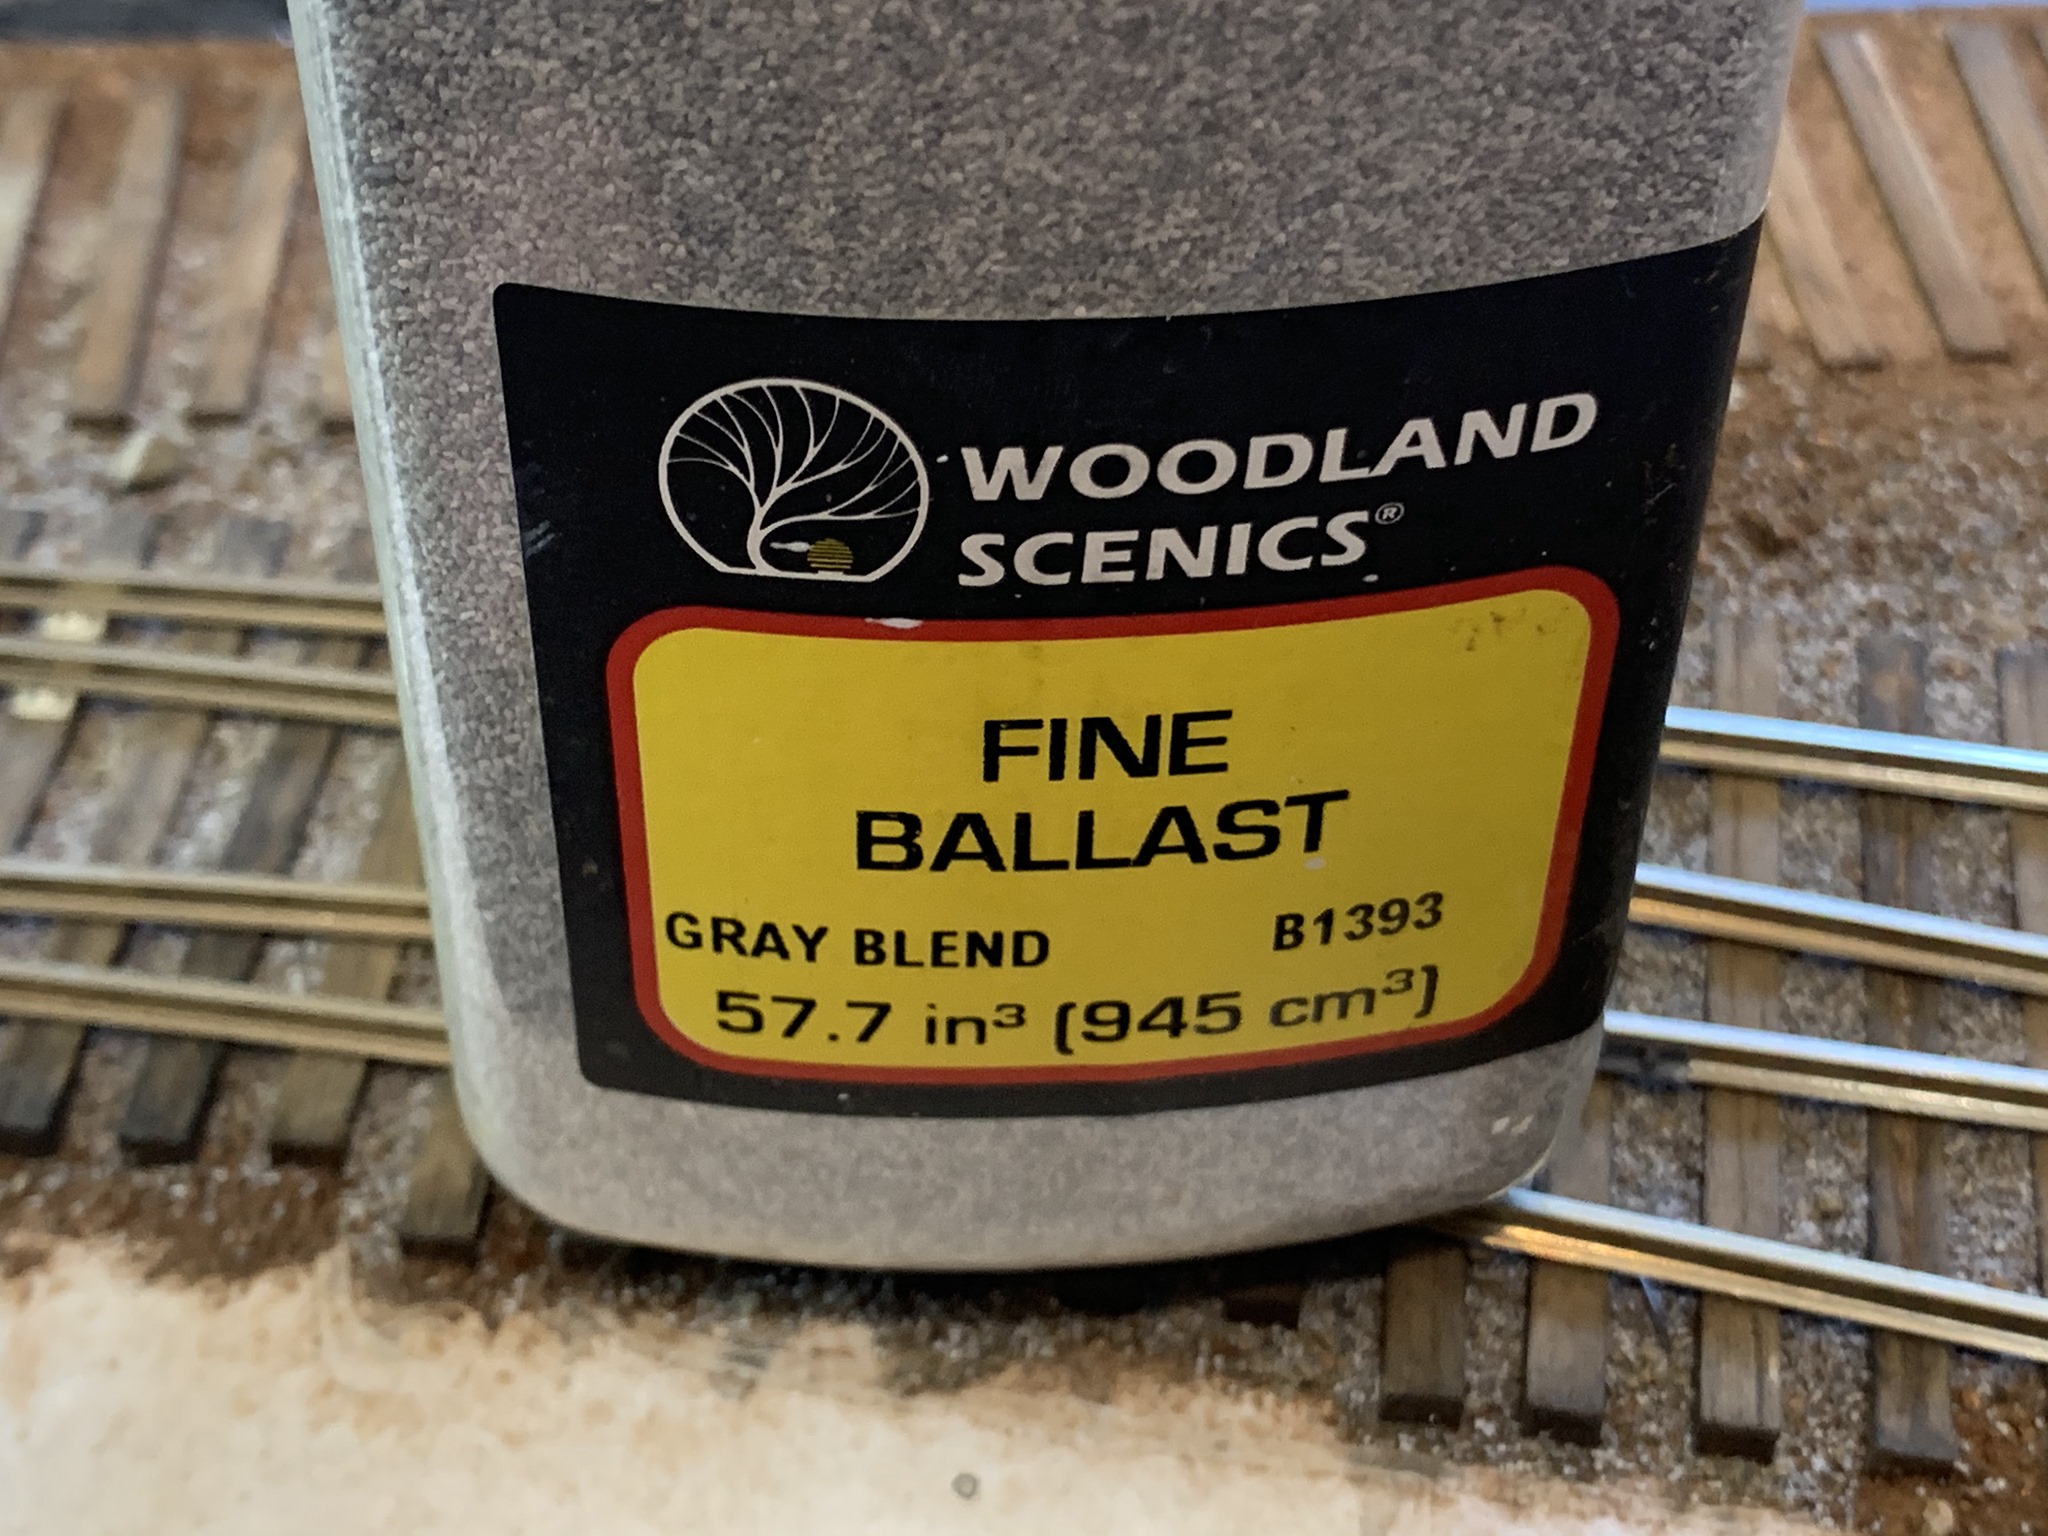 WOODLAND
SCENICS®
FINE
BALLAST
GRAY BLEND B1393
57.7 in³ (945 cm³)